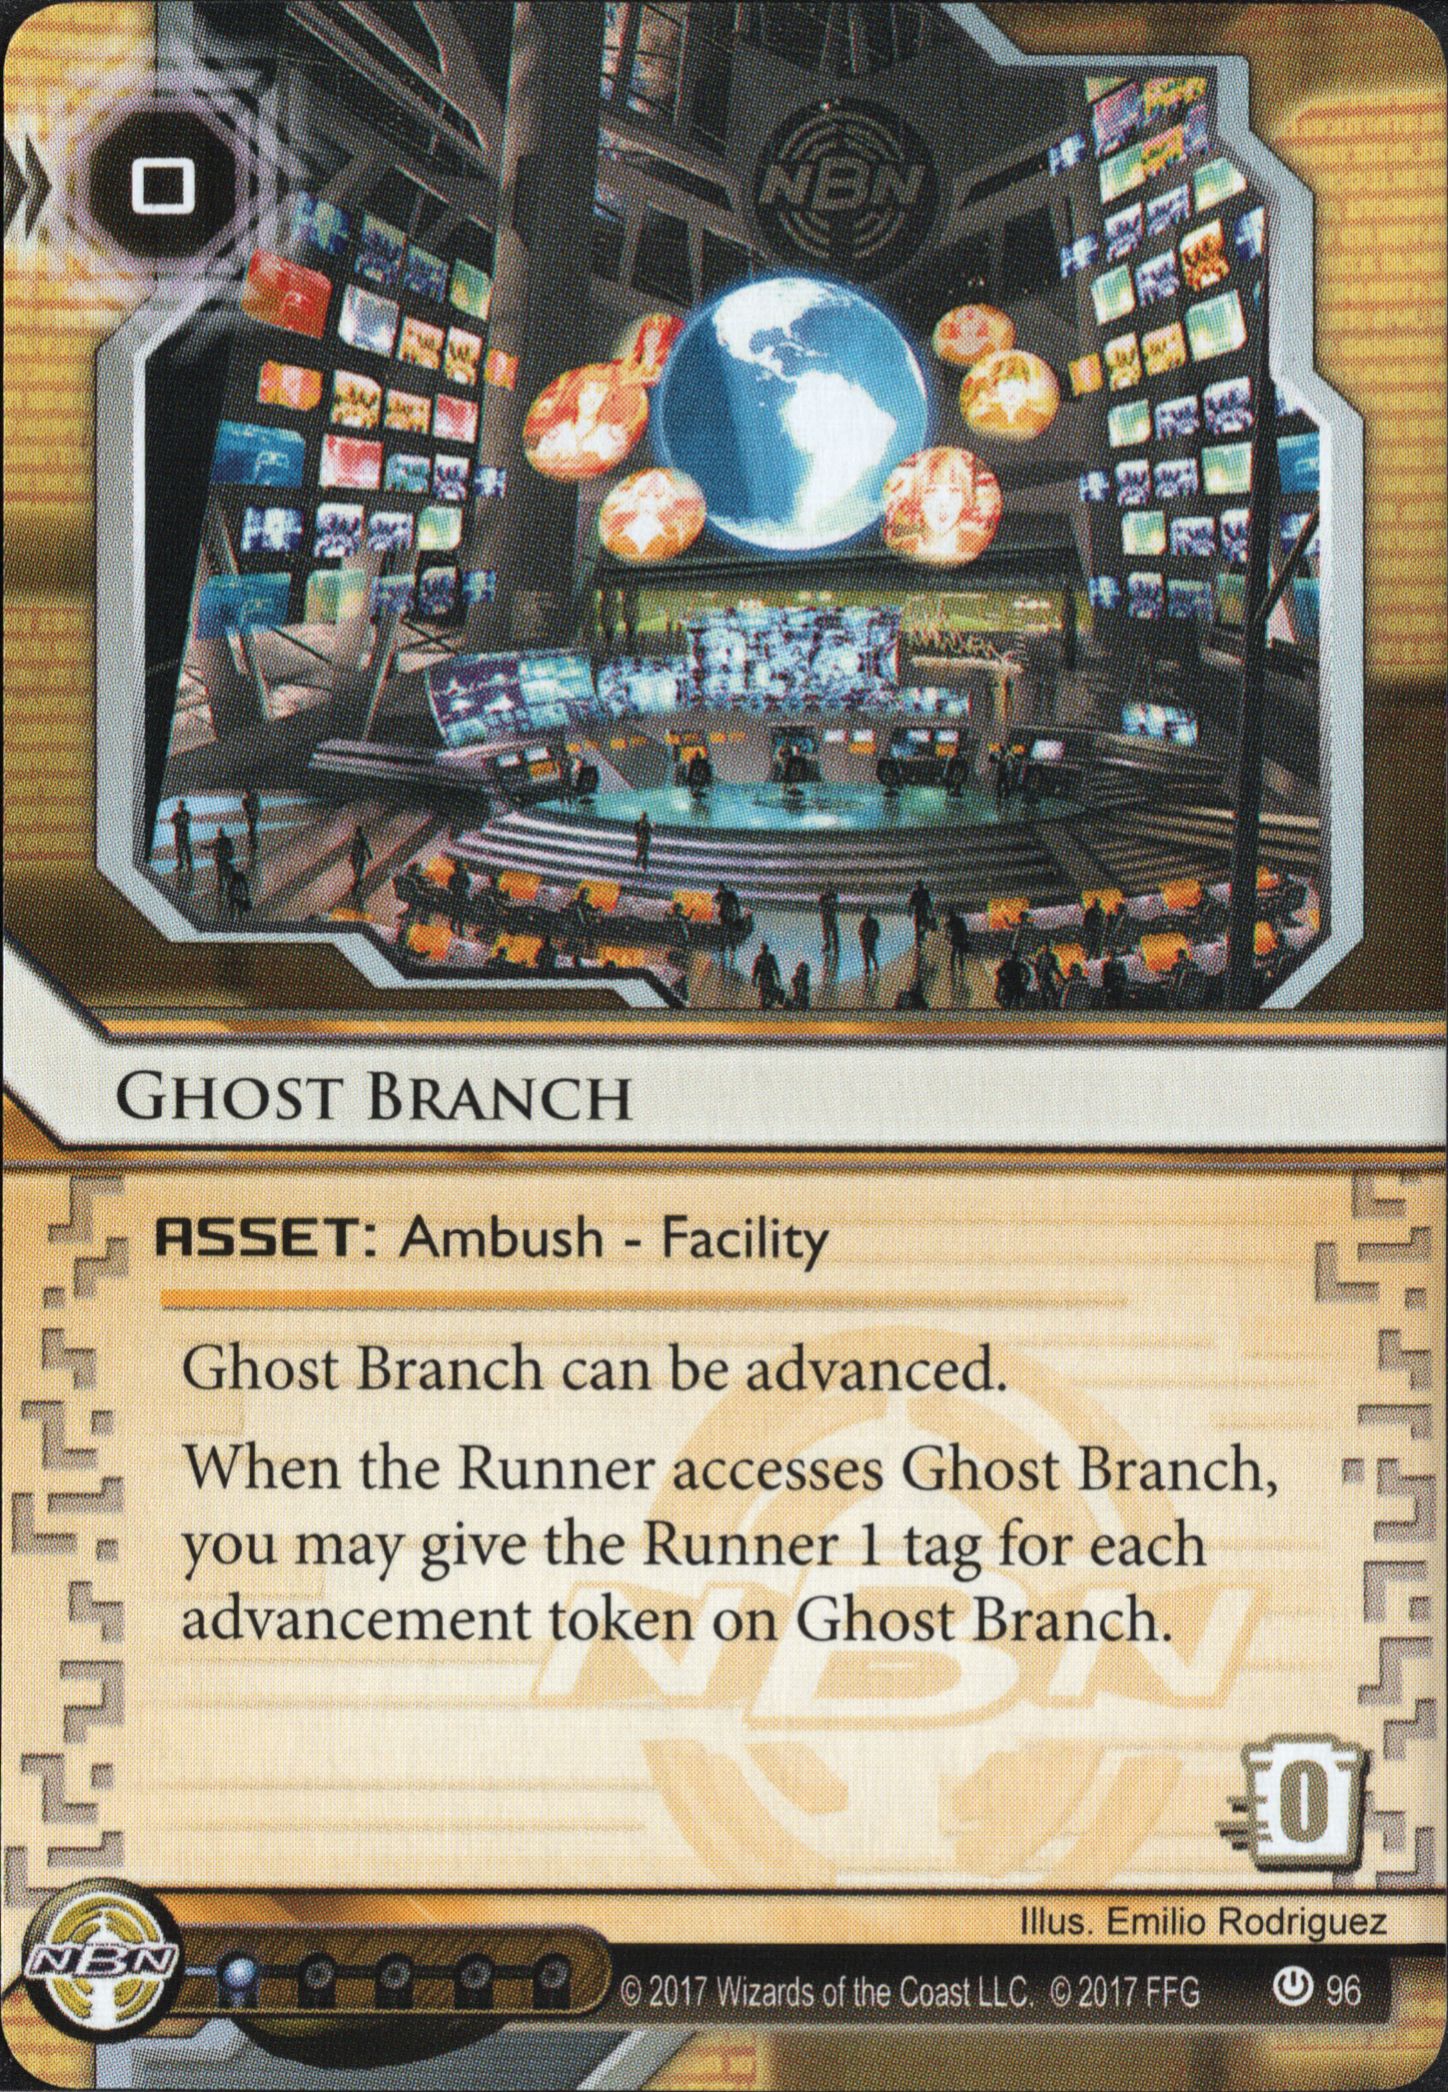 0
NBN
GHOST BRANCH
ASSET: Ambush - Facility
Ghost Branch can be advanced.
When the Runner accesses Ghost Branch,
you may give the Runner 1 tag for each
advancement token on Ghost Branch.
NBN
0
Illus. Emilio Rodriguez
NBN
© 2017 Wizards of the Coast LLC. © 2017 FFG 96